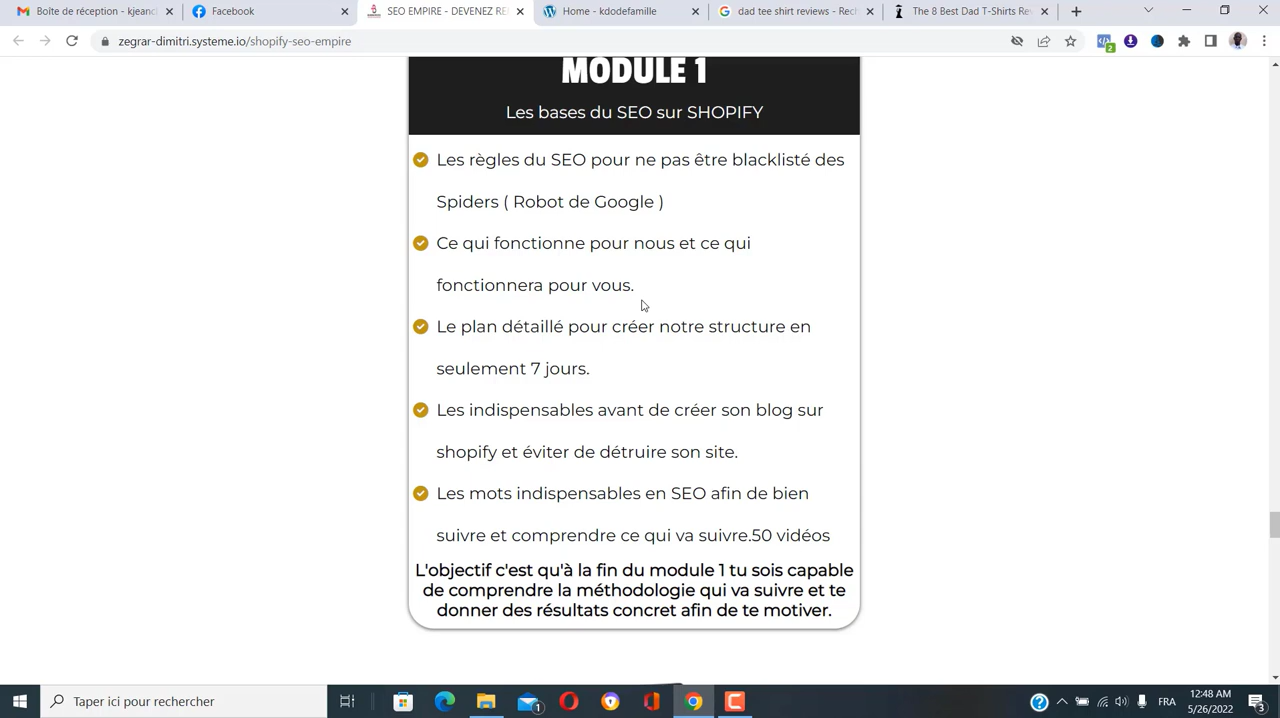 Boîte de réception - kjeancl
Facebook
SEO EMPIRE - DEVENEZ RE
Home - kdodefamille
dad tee shirt reviews - Rech
The 8 Best Dad T-Shirts Rev
zegrar-dimitri.systeme.io/shopify-seo-empire
2
MODULE 1
Les bases du SEO sur SHOPIFY
Les règles du SEO pour ne pas être blacklisté des
Spiders ( Robot de Google )
Ce qui fonctionne pour nous et ce qui
fonctionnera pour vous.
Le plan détaillé pour créer notre structure en
seulement 7 jours.
Les indispensables avant de créer son blog sur
shopify et éviter de détruire son site.
Les mots indispensables en SEO afin de bien
suivre et comprendre ce qui va suivre.50 vidéos
L'objectif c'est qu'à la fin du module 1 tu sois capable
de comprendre la méthodologie qui va suivre et te
donner des résultats concret afin de te motiver.
Taper ici pour rechercher
1
FRA
12:48 AM
5/26/2022
3